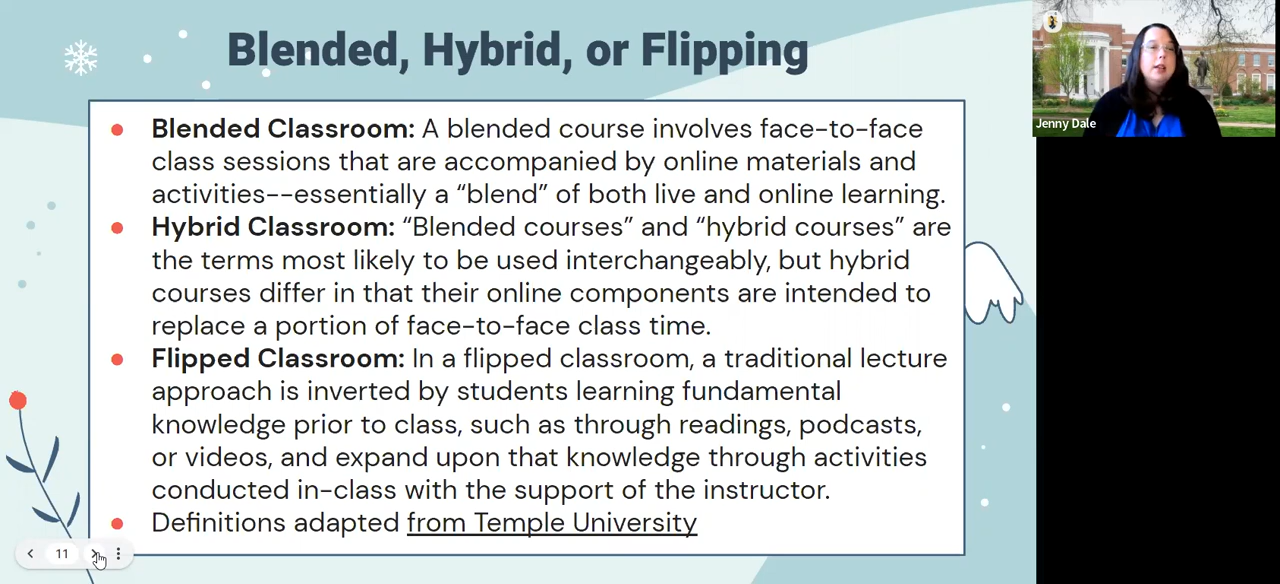 Blended, Hybrid, or Flipping
Jenny Dale
Blended Classroom: A blended course involves face-to-face
class sessions that are accompanied by online materials and
activities--essentially a “blend” of both live and online learning.
Hybrid Classroom: “Blended courses” and “hybrid courses” are
the terms most likely to be used interchangeably, but hybrid
courses differ in that their online components are intended to
replace a portion of face-to-face class time.
Flipped Classroom: In a flipped classroom, a traditional lecture
approach is inverted by students learning fundamental
knowledge prior to class, such as through readings, podcasts,
or videos, and expand upon that knowledge through activities
conducted in-class with the support of the instructor.
Definitions adapted from Temple University
11